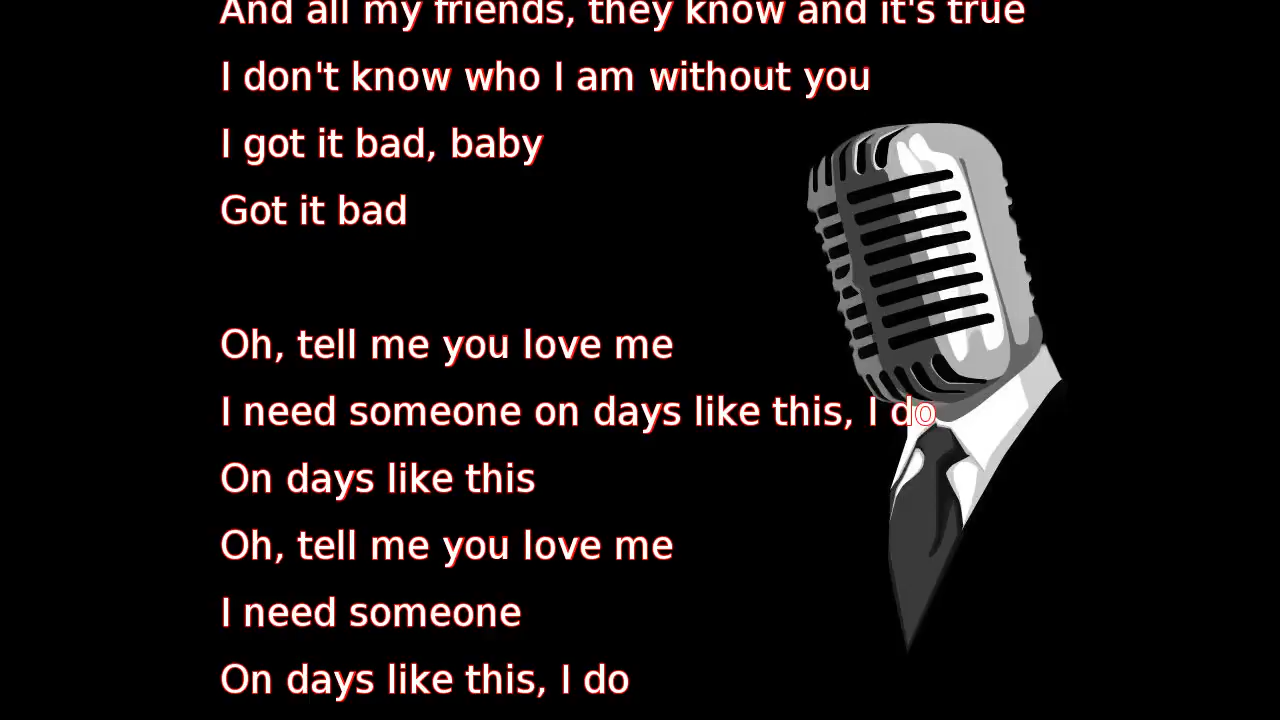 And all my friends, they know and it's true
I don't know who I am without you
I got it bad, baby
Got it bad
Oh, tell me you love me
I need someone on days like this, I do
On days like this
Oh, tell me you love me
I need someone
On days like this, I do